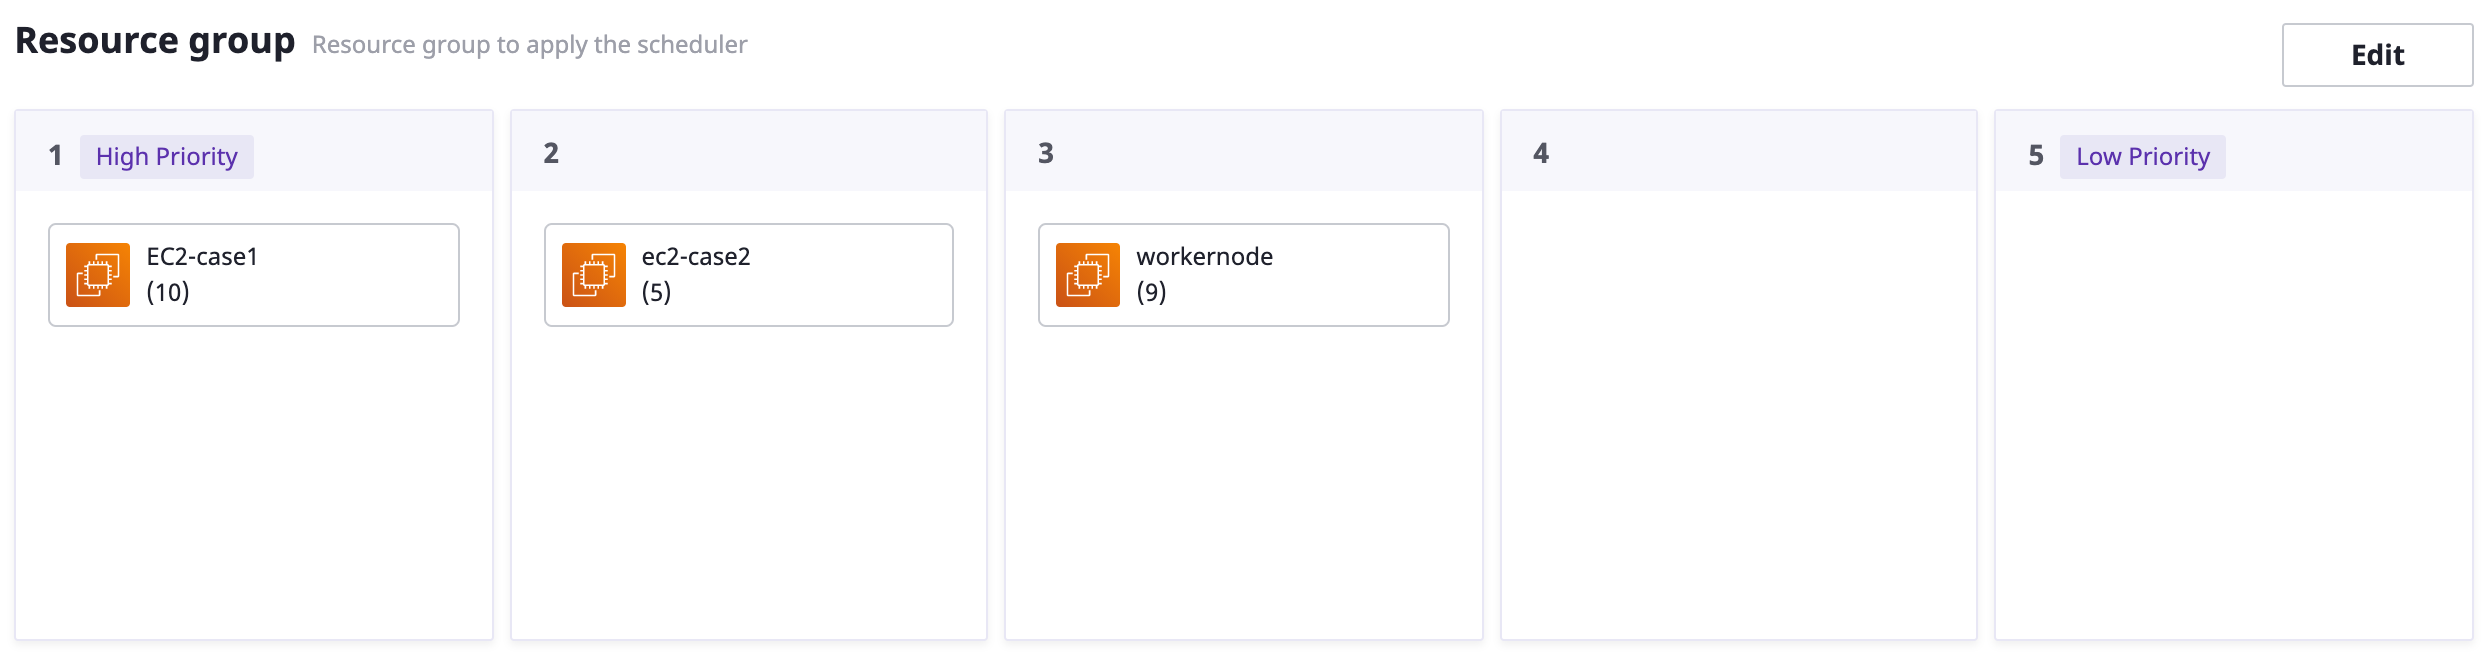 Resource group Resource group to apply the scheduler
Edit
1 High Priority
EC2-case1
(10)
2
ec2-case2
(5)
3
workernode
(9)
4
5 Low Priority